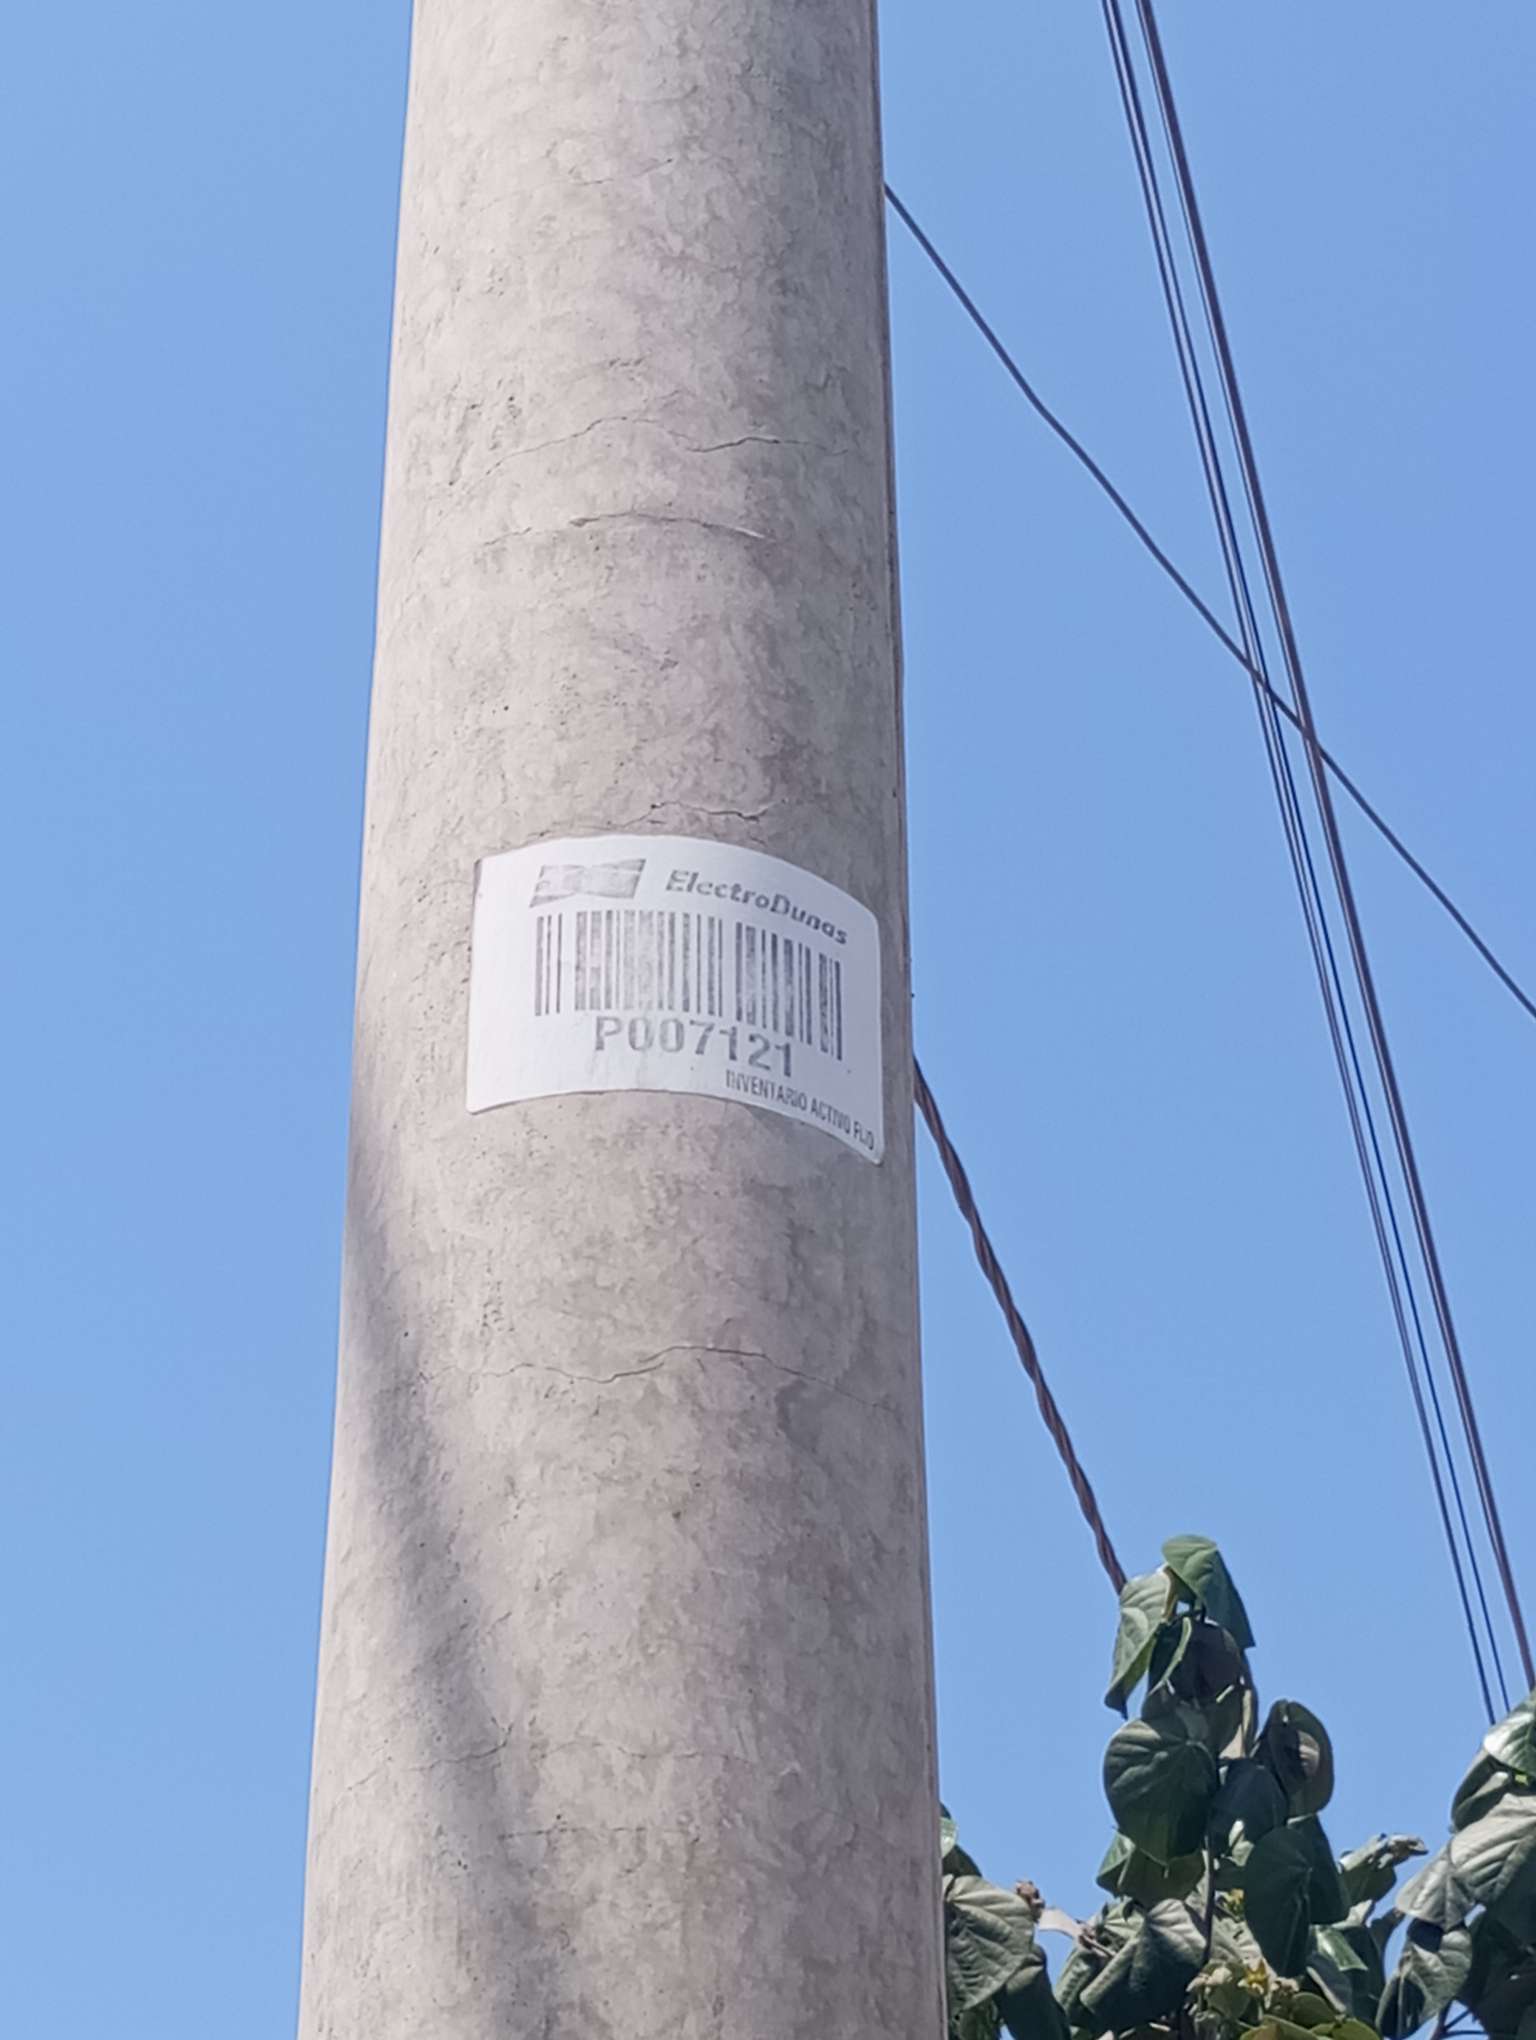 ElectroDunas
P007121
INVENTARIO ACTIVO FIJO